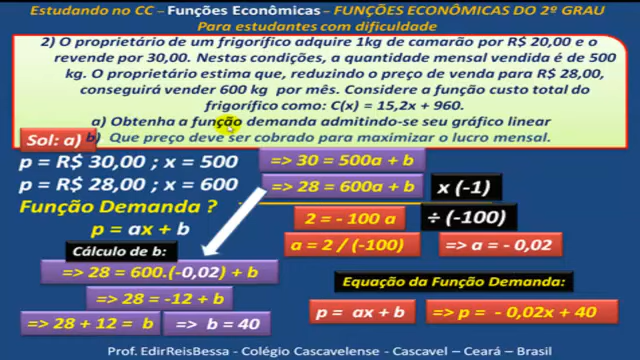 Estudando no CC – Funções Econômicas – FUNÇÕES ECONÔMICAS DO 2º GRAU
Para estudantes com dificuldade
2) O proprietário de um frigorífico adquire 1kg de camarão por R$ 20,00 e o
revende por 30,00. Nestas condições, a quantidade mensal vendida é de 500
kg. O proprietário estima que, reduzindo o preço de venda para R$ 28,00,
conseguirá vender 600 kg por mês. Considere a função custo total do
frigorífico como: C(x) = 15,2x + 960.
a) Obtenha a função demanda admitindo-se seu gráfico linear
b) Que preço deve ser cobrado para maximizar o lucro mensal.
Sol: a)
p = R$ 30,00 ; x = 500
=> 30 = 500a + b
p = R$ 28,00 ; x = 600
=> 28 = 600a + b
x (-1)
Função Demanda ?
2 = - 100 a
÷ (-100)
p = ax + b
a = 2 / (-100)
=> a = - 0,02
Cálculo de b:
=> 28 = 600.(-0,02) + b
Equação da Função Demanda:
=> 28 = -12 + b
p = ax + b
=> p = - 0,02x + 40
=> 28 + 12 = b
=> b = 40
Prof. EdirReisBessa - Colégio Cascavelense - Cascavel – Ceará – Brasil